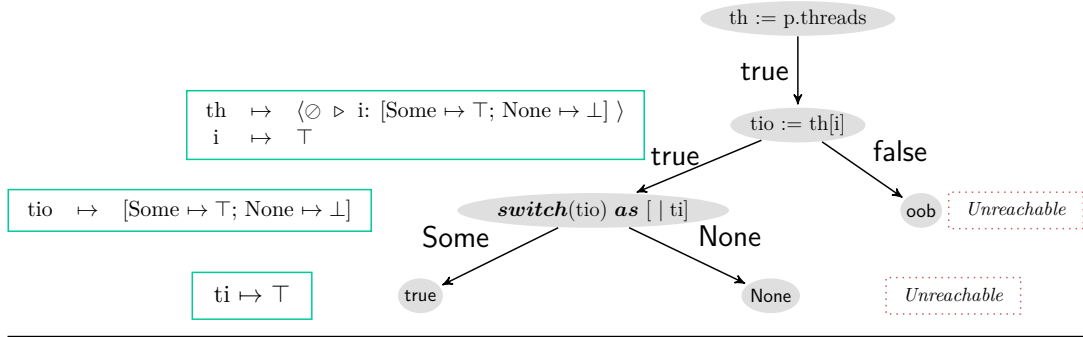 th := p.threads
true
th ↦ ⟨⊘ ▹ i: [Some ↦ ⊤; None ↦ ⊥] ⟩
i ↦ ⊤
tio := th[i]
true
false
tio ↦ [Some ↦ ⊤; None ↦ ⊥]
switch(tio) as [ | ti]
oob
Unreachable
Some
None
ti ↦ ⊤
true
None
Unreachable